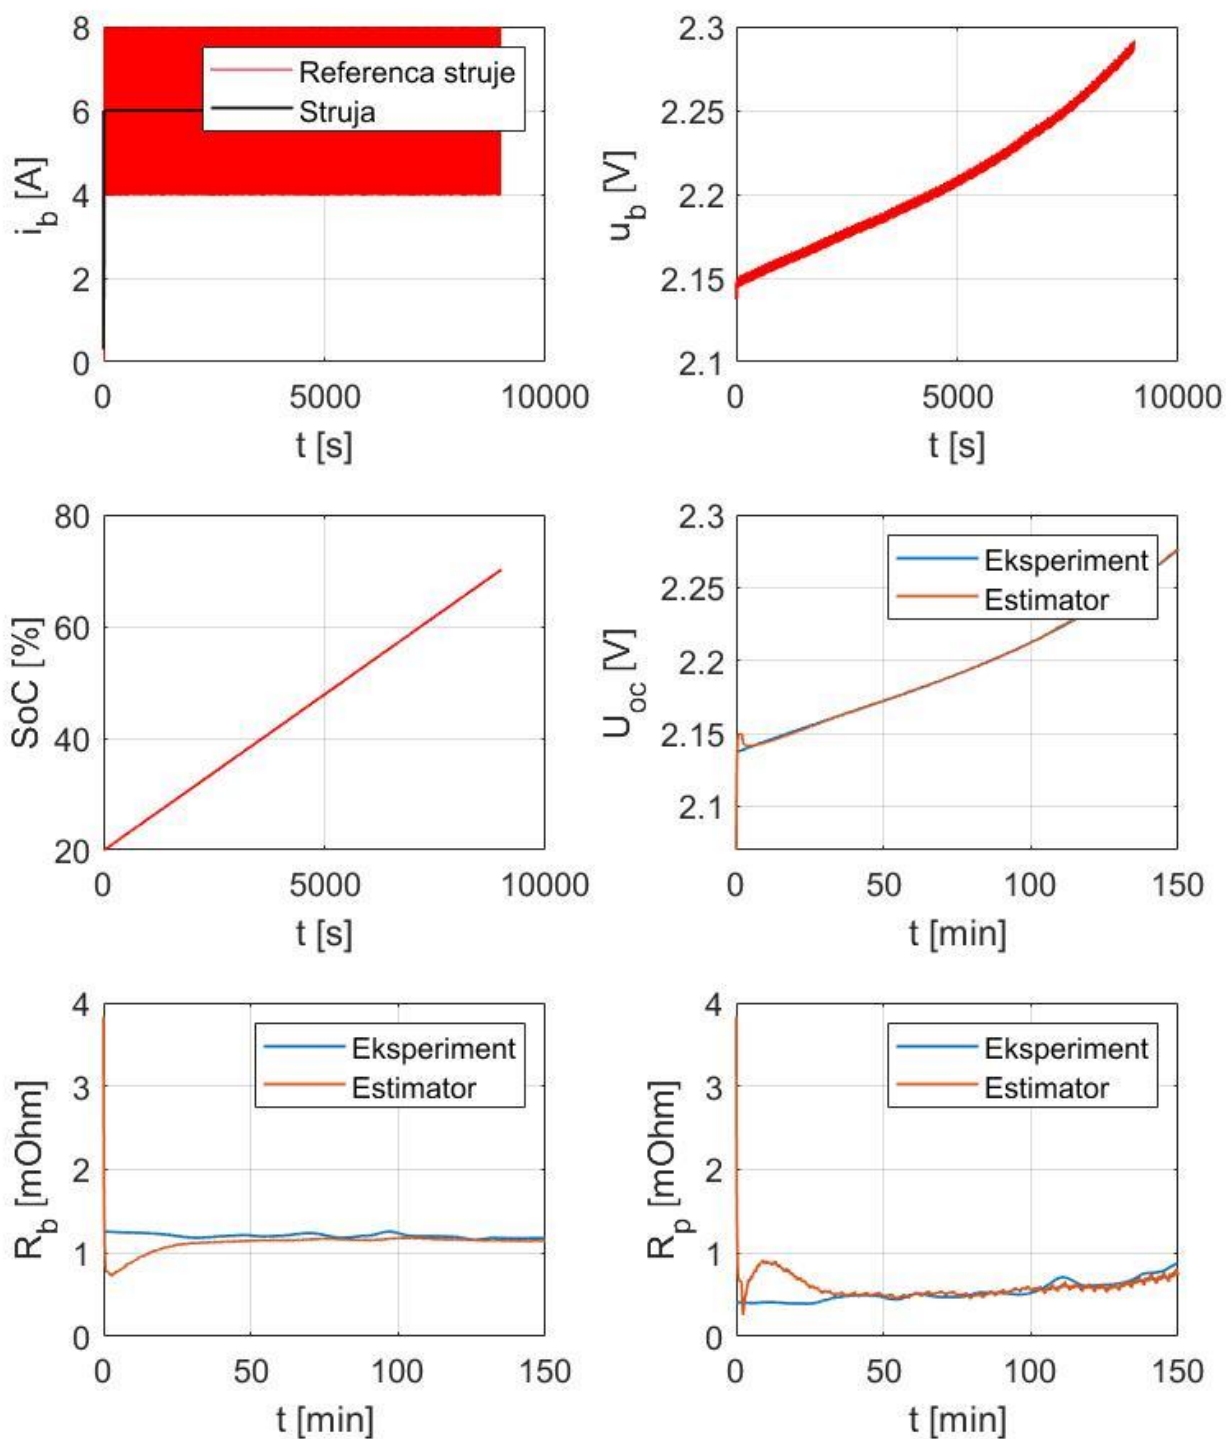 8
6
4
2
0
i_b [A]
Referenca struje
Struja
0
5000
10000
t [s]
2.3
2.25
2.2
2.15
2.1
u_b [V]
0
5000
10000
t [s]
80
60
40
20
SoC [%]
0
5000
10000
t [s]
2.3
2.25
2.2
2.15
2.1
U_oc [V]
Eksperiment
Estimator
0
50
100
150
t [min]
4
3
2
1
0
R_b [mOhm]
Eksperiment
Estimator
0
50
100
150
t [min]
4
3
2
1
0
R_p [mOhm]
Eksperiment
Estimator
0
50
100
150
t [min]